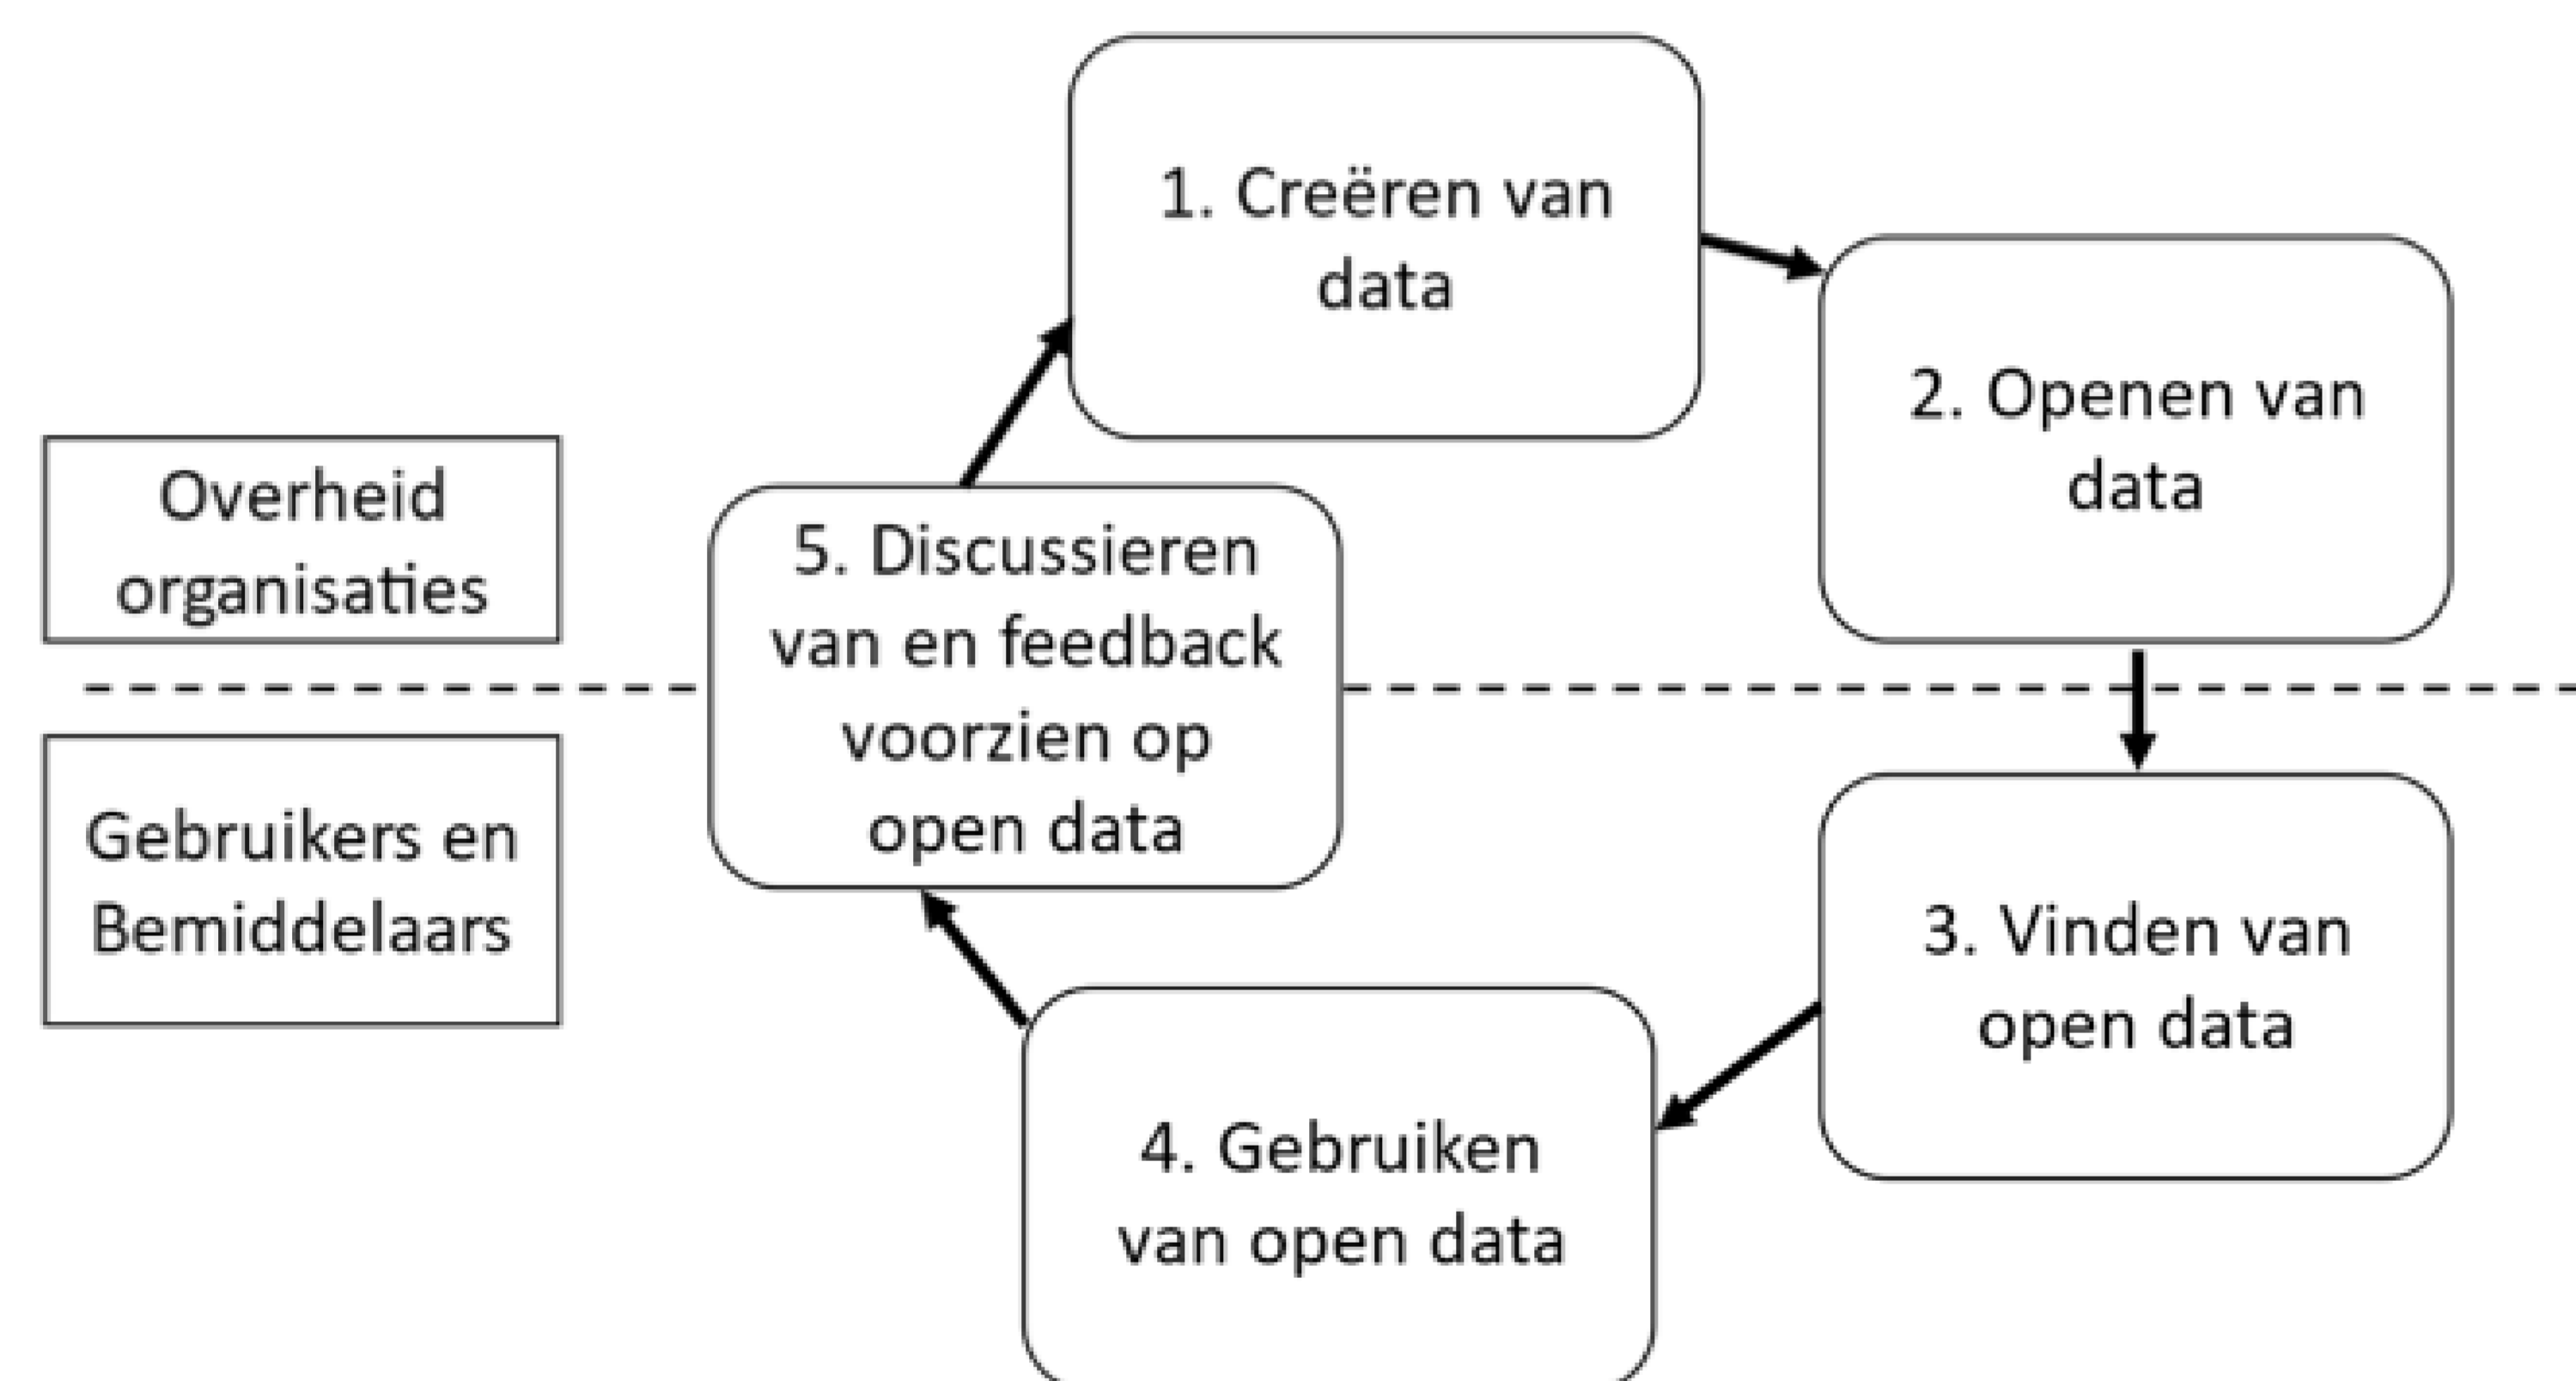 1. Creëren van
data
2. Openen van
data
Overheid
organisaties
5. Discussieren
van en feedback
voorzien op
open data
Gebruikers en
Bemiddelaars
3. Vinden van
open data
4. Gebruiken
van open data